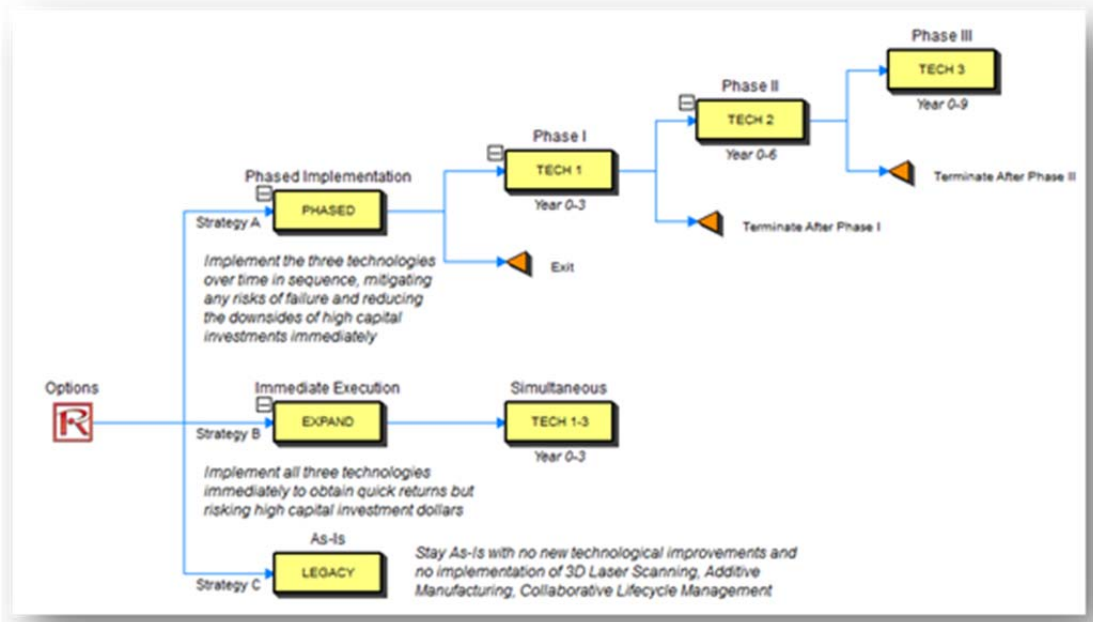 Phase III
TECH 3
Year 0-9
Phase II
TECH 2
Year 0-6
Terminate After Phase II
Phase I
TECH 1
Year 0-3
Terminate After Phase I
Phased Implementation
PHASED
Strategy A
Exit
Implement the three technologies
over time in sequence, mitigating
any risks of failure and reducing
the downsides of high capital
investments immediately
Options
R
Immediate Execution
EXPAND
Strategy B
Simultaneous
TECH 1-3
Year 0-3
Implement all three technologies
immediately to obtain quick returns but
risking high capital investment dollars
As-Is
LEGACY
Strategy C
Stay As-Is with no new technological improvements and
no implementation of 3D Laser Scanning, Additive
Manufacturing, Collaborative Lifecycle Management